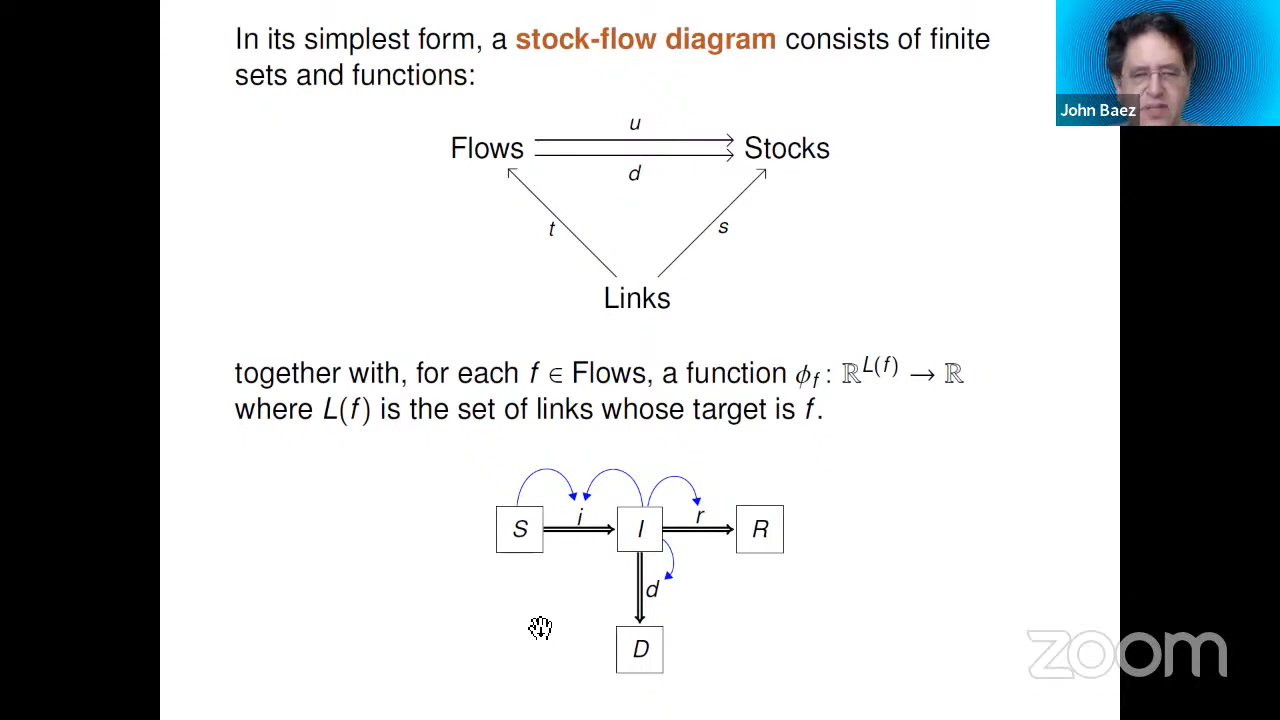 In its simplest form, a stock-flow diagram consists of finite
sets and functions:
John Baez
u
Flows
Stocks
d
t
s
Links
together with, for each f ∈ Flows, a function ϕ_f : ℝ^{L(f)} → ℝ
where L(f) is the set of links whose target is f.
S
i
I
r
R
d
D
zoom